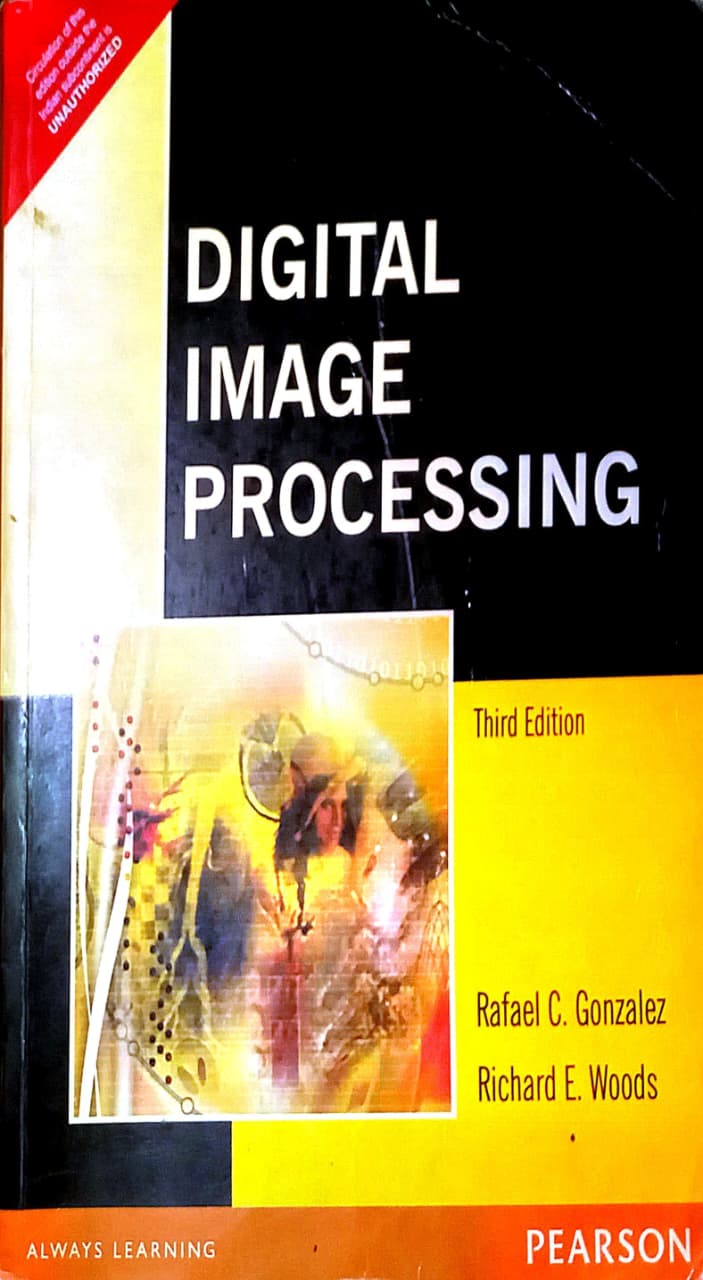 Circulation of this
edition outside the
Indian subcontinent is
UNAUTHORIZED
DIGITAL
IMAGE
PROCESSING
Third Edition
Rafael C. Gonzalez
Richard E. Woods
ALWAYS LEARNING
PEARSON